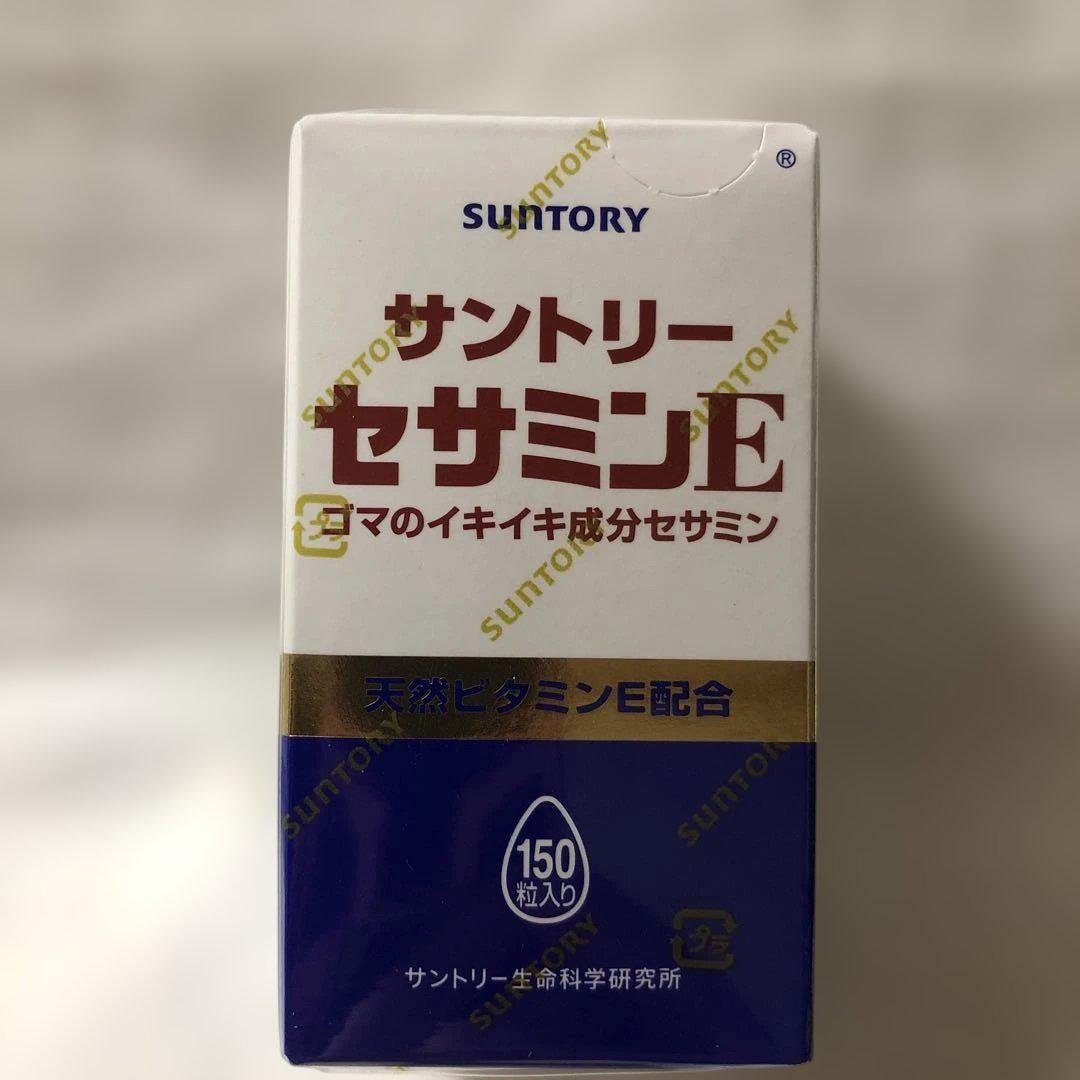 ®
SUNTORY
SUNTORY
サントリー
SUNTORY
SUNTORY
セサミンE
プラ
ゴマのイキイキ成分セサミン
SUNTORY
天然ビタミンE配合
SUNTORY
SUNTORY
150
粒入り
プラ
サントリー生命科学研究所
SUNTORY